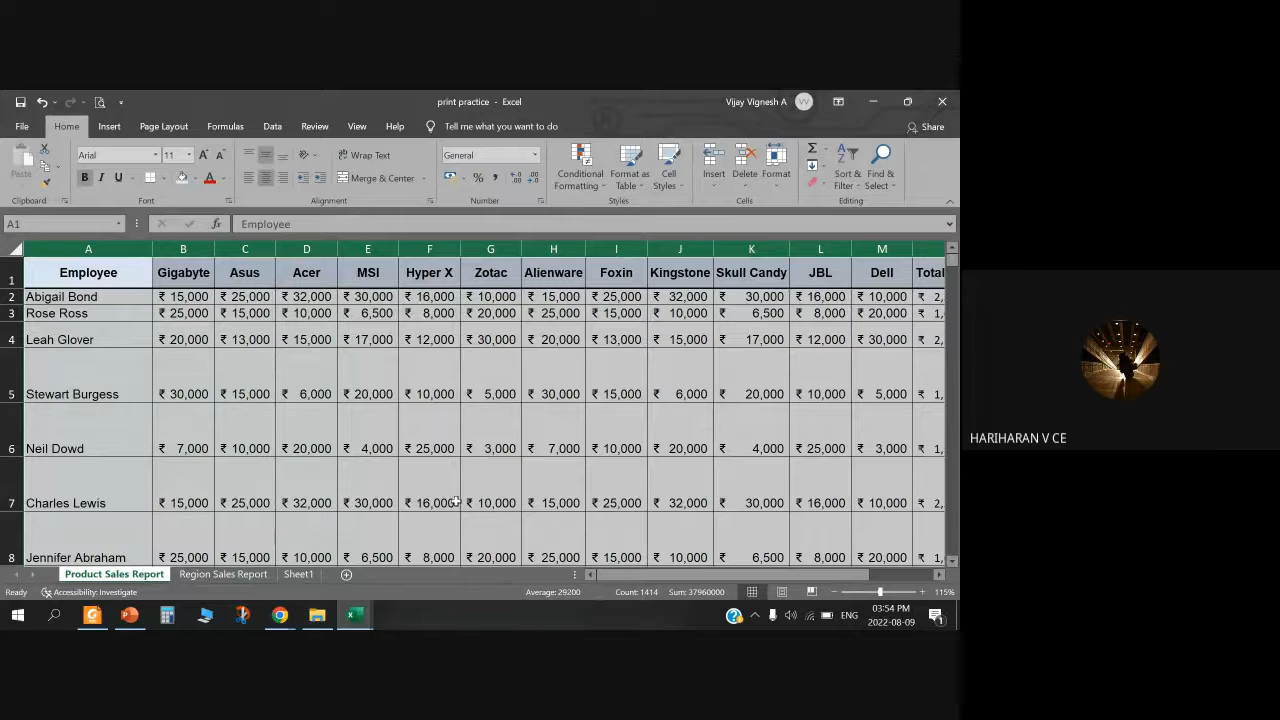 print practice - Excel
Vijay Vignesh A
VV
File Home Insert Page Layout Formulas Data Review View Help Tell me what you want to do Share
Paste
Clipboard
Arial 11 A A
B I U A
Font
Wrap Text
Merge & Center
Alignment
General
% ,
Number
Conditional Formatting
Format as Table
Cell Styles
Styles
Insert
Delete
Format
Cells
Σ
Sort & Filter
Find & Select
Editing
A1 fx Employee
A B C D E F G H I J K L M
1 Employee Gigabyte Asus Acer MSI Hyper X Zotac Alienware Foxin Kingstone Skull Candy JBL Dell Total
2 Abigail Bond ₹ 15,000 ₹ 25,000 ₹ 32,000 ₹ 30,000 ₹ 16,000 ₹ 10,000 ₹ 15,000 ₹ 25,000 ₹ 32,000 ₹ 30,000 ₹ 16,000 ₹ 10,000 ₹ 2,
3 Rose Ross ₹ 25,000 ₹ 15,000 ₹ 10,000 ₹ 6,500 ₹ 8,000 ₹ 20,000 ₹ 25,000 ₹ 15,000 ₹ 10,000 ₹ 6,500 ₹ 8,000 ₹ 20,000 ₹ 1,
4 Leah Glover ₹ 20,000 ₹ 13,000 ₹ 15,000 ₹ 17,000 ₹ 12,000 ₹ 30,000 ₹ 20,000 ₹ 13,000 ₹ 15,000 ₹ 17,000 ₹ 12,000 ₹ 30,000 ₹ 2,
5 Stewart Burgess ₹ 30,000 ₹ 15,000 ₹ 6,000 ₹ 20,000 ₹ 10,000 ₹ 5,000 ₹ 30,000 ₹ 15,000 ₹ 6,000 ₹ 20,000 ₹ 10,000 ₹ 5,000 ₹ 1,
6 Neil Dowd ₹ 7,000 ₹ 10,000 ₹ 20,000 ₹ 4,000 ₹ 25,000 ₹ 3,000 ₹ 7,000 ₹ 10,000 ₹ 20,000 ₹ 4,000 ₹ 25,000 ₹ 3,000 ₹ 1,
7 Charles Lewis ₹ 15,000 ₹ 25,000 ₹ 32,000 ₹ 30,000 ₹ 16,000 ₹ 10,000 ₹ 15,000 ₹ 25,000 ₹ 32,000 ₹ 30,000 ₹ 16,000 ₹ 10,000 ₹ 2,
8 Jennifer Abraham ₹ 25,000 ₹ 15,000 ₹ 10,000 ₹ 6,500 ₹ 8,000 ₹ 20,000 ₹ 25,000 ₹ 15,000 ₹ 10,000 ₹ 6,500 ₹ 8,000 ₹ 20,000 ₹ 1,
Product Sales Report Region Sales Report Sheet1
Ready Accessibility: Investigate Average: 29200 Count: 1414 Sum: 37960000 115%
ENG
03:54 PM
2022-08-09
1
HARIHARAN V CE